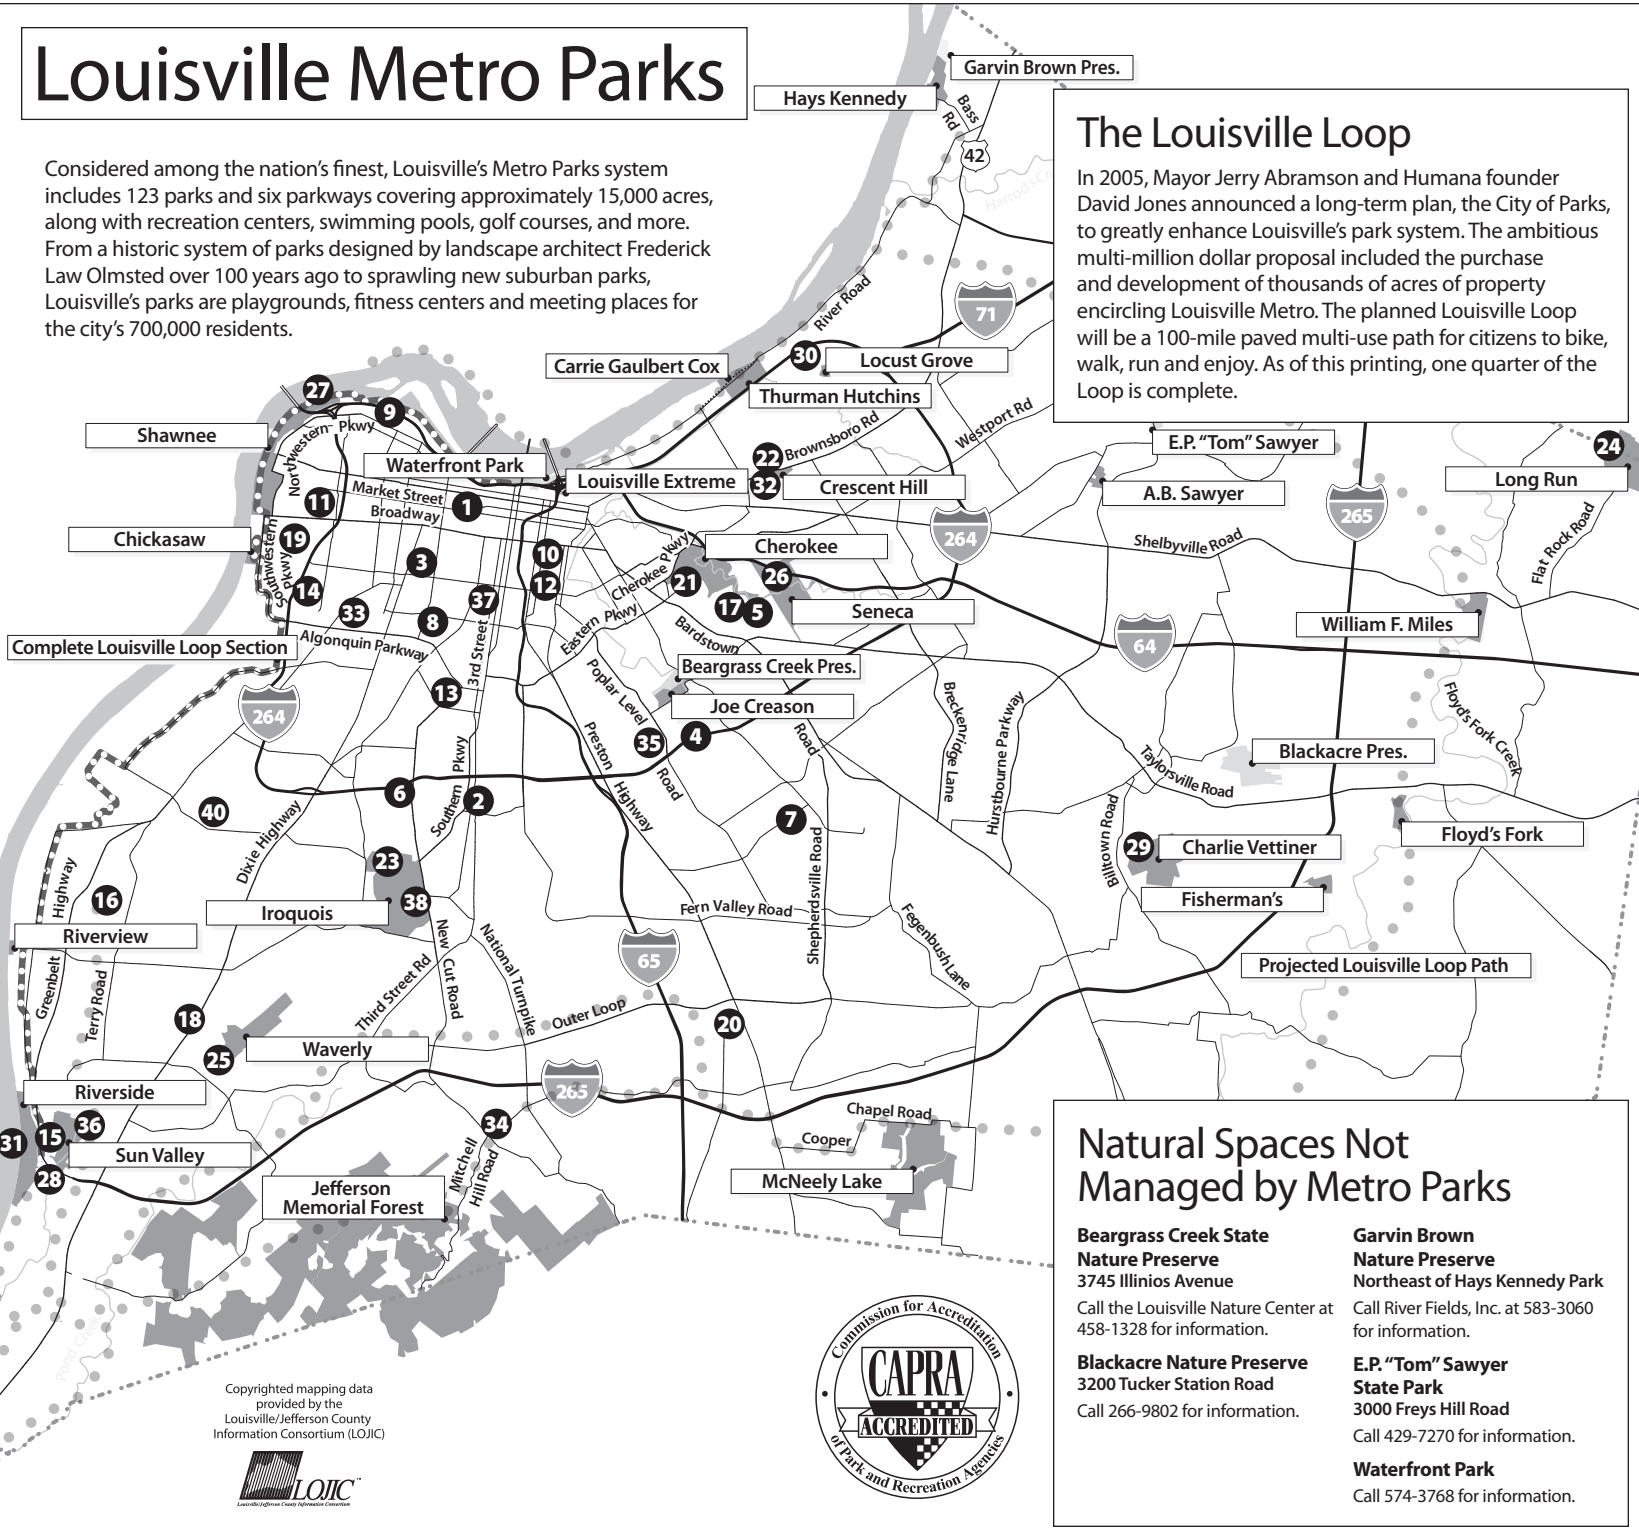 Louisville Metro Parks
Considered among the nation's finest, Louisville's Metro Parks system
includes 123 parks and six parkways covering approximately 15,000 acres,
along with recreation centers, swimming pools, golf courses, and more.
From a historic system of parks designed by landscape architect Frederick
Law Olmsted over 100 years ago to sprawling new suburban parks,
Louisville's parks are playgrounds, fitness centers and meeting places for
the city's 700,000 residents.
Garvin Brown Pres.
Hays Kennedy
Bass
Rd
42
Harrod's Cr
The Louisville Loop
In 2005, Mayor Jerry Abramson and Humana founder
David Jones announced a long-term plan, the City of Parks,
to greatly enhance Louisville's park system. The ambitious
multi-million dollar proposal included the purchase
and development of thousands of acres of property
encircling Louisville Metro. The planned Louisville Loop
will be a 100-mile paved multi-use path for citizens to bike,
walk, run and enjoy. As of this printing, one quarter of the
Loop is complete.
River Road
71
30
Locust Grove
Carrie Gaulbert Cox
Thurman Hutchins
27
9
Shawnee
Northwestern Pkwy
Waterfront Park
Louisville Extreme
22
Brownsboro Rd
32
Crescent Hill
Westport Rd
E.P. “Tom” Sawyer
A.B. Sawyer
24
Long Run
265
264
Market Street
Broadway
11
1
Chickasaw
19
Southwestern
Pkwy
14
3
10
12
Cherokee
Cherokee Pkwy
21
26
17
5
Seneca
Shelbyville Road
Flat Rock Road
33
8
37
3rd Street
Eastern Pkwy
Bardstown
William F. Miles
64
Complete Louisville Loop Section
Algonquin Parkway
Beargrass Creek Pres.
Joe Creason
Poplar Level
13
264
35
4
Road
Road
Preston
Highway
Breckenridge Lane
Hurstbourne Parkway
Floyd's Fork Creek
Blackacre Pres.
Taylorsville Road
6
Southern Pkwy
2
40
Dixie Highway
7
Billtown Road
Floyd's Fork
29
Charlie Vettiner
Fisherman's
23
38
Iroquois
16
Highway
Greenbelt
Riverview
Terry Road
Shepherdsville Road
Fern Valley Road
Fegenbush Lane
65
New Cut Road
National Turnpike
Third Street Rd
Outer Loop
Projected Louisville Loop Path
18
25
Waverly
20
265
Riverside
31
15
36
Sun Valley
28
34
Mitchell
Hill Road
Jefferson
Memorial Forest
Chapel Road
Cooper
McNeely Lake
Pond Creek
Natural Spaces Not
Managed by Metro Parks
Beargrass Creek State
Nature Preserve
3745 Illinios Avenue
Call the Louisville Nature Center at
458-1328 for information.
Blackacre Nature Preserve
3200 Tucker Station Road
Call 266-9802 for information.
Garvin Brown
Nature Preserve
Northeast of Hays Kennedy Park
Call River Fields, Inc. at 583-3060
for information.
E.P. “Tom” Sawyer
State Park
3000 Freys Hill Road
Call 429-7270 for information.
Waterfront Park
Call 574-3768 for information.
Commission for Accreditation
CAPRA
ACCREDITED
of Park and Recreation Agencies
Copyrighted mapping data
provided by the
Louisville/Jefferson County
Information Consortium (LOJIC)
LOJIC™
Louisville/Jefferson County Information Consortium